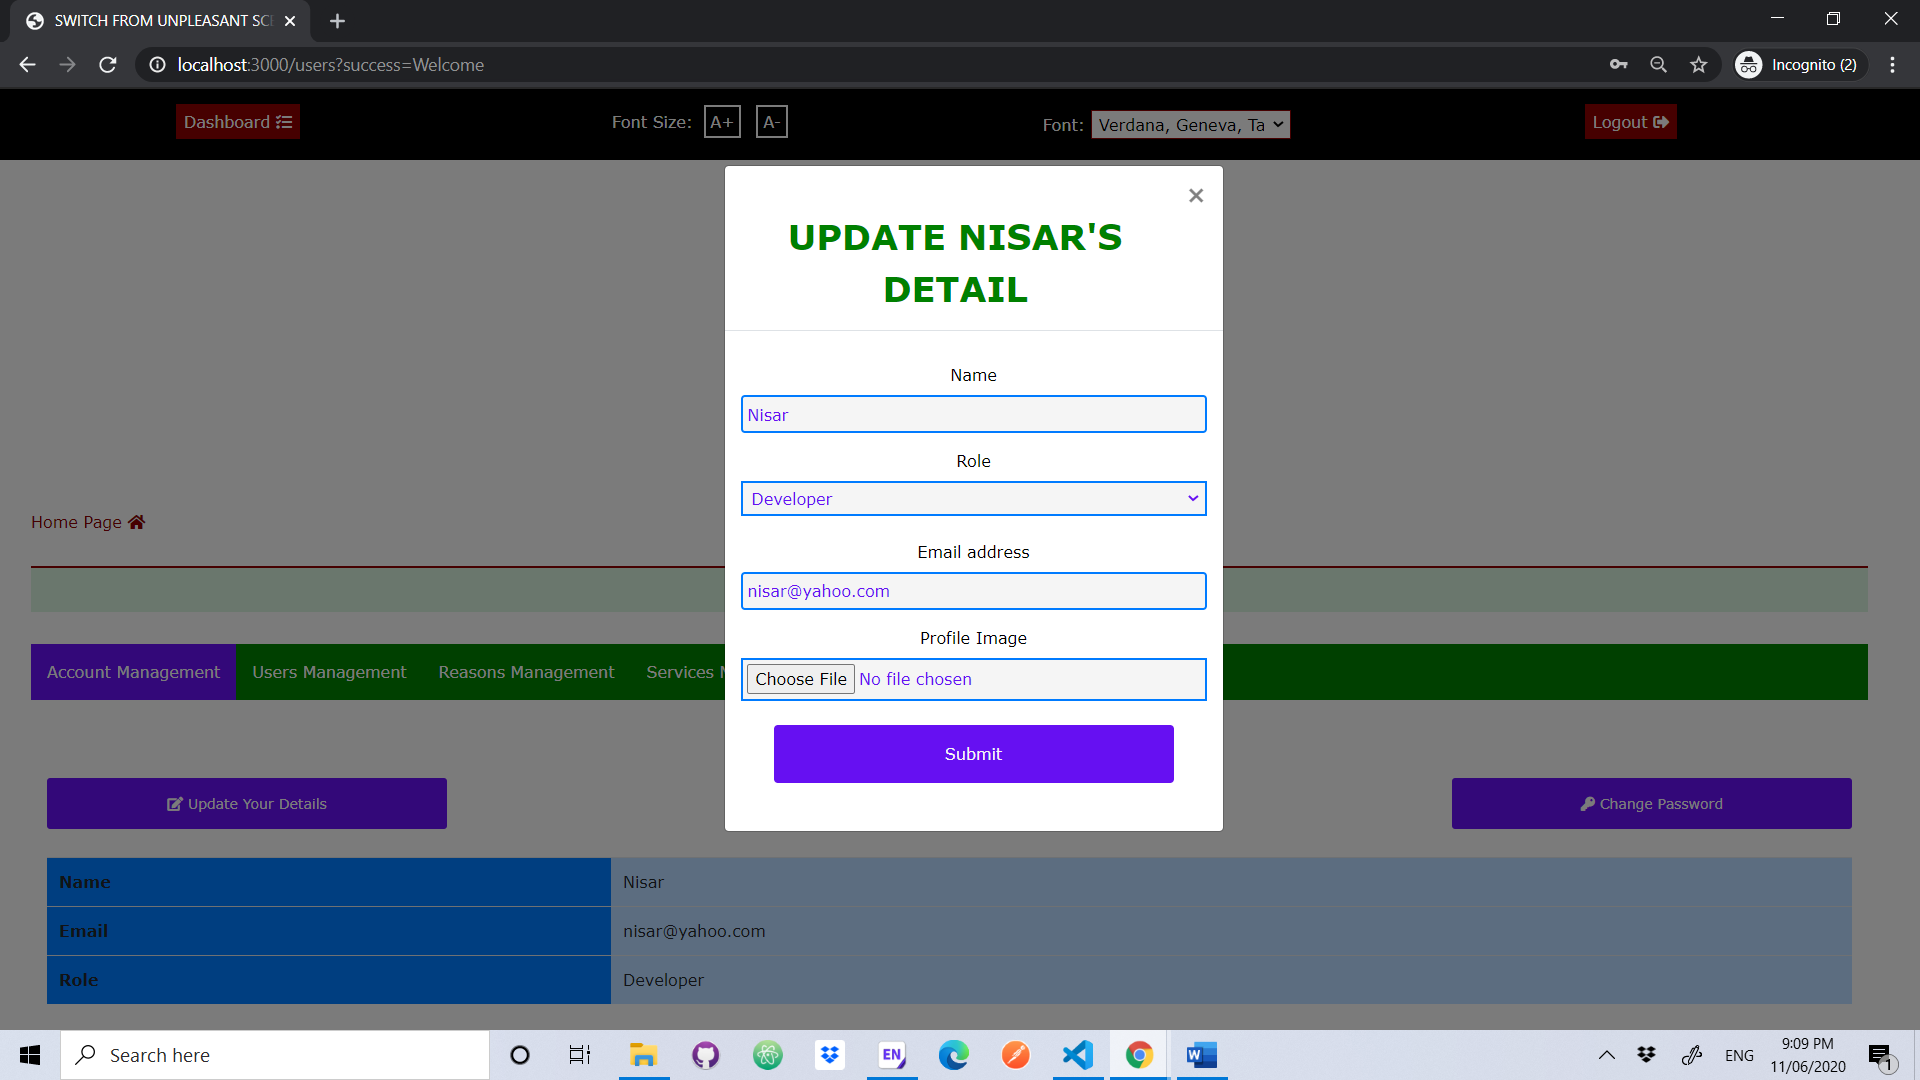 SWITCH FROM UNPLEASANT SCE
localhost:3000/users?success=Welcome
Incognito (2)
Dashboard
Font Size: A+ A-
Font: Verdana, Geneva, Ta
Logout
×
UPDATE NISAR'S
DETAIL
Name
Nisar
Role
Developer
Email address
nisar@yahoo.com
Profile Image
Choose File No file chosen
Submit
Home Page
Account Management Users Management Reasons Management Services M
Update Your Details
Change Password
Name Nisar
Email nisar@yahoo.com
Role Developer
Search here
EN
ENG
9:09 PM
11/06/2020
1